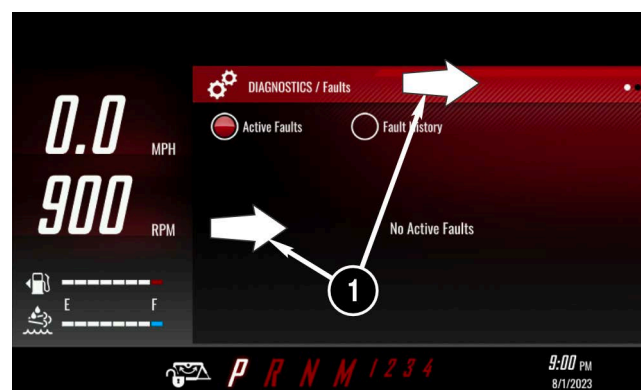 DIAGNOSTICS / Faults
Active Faults
Fault History
0.0 MPH
900 RPM
No Active Faults
1
E F
P R N M 1 2 3 4
9:00 PM
8/1/2023